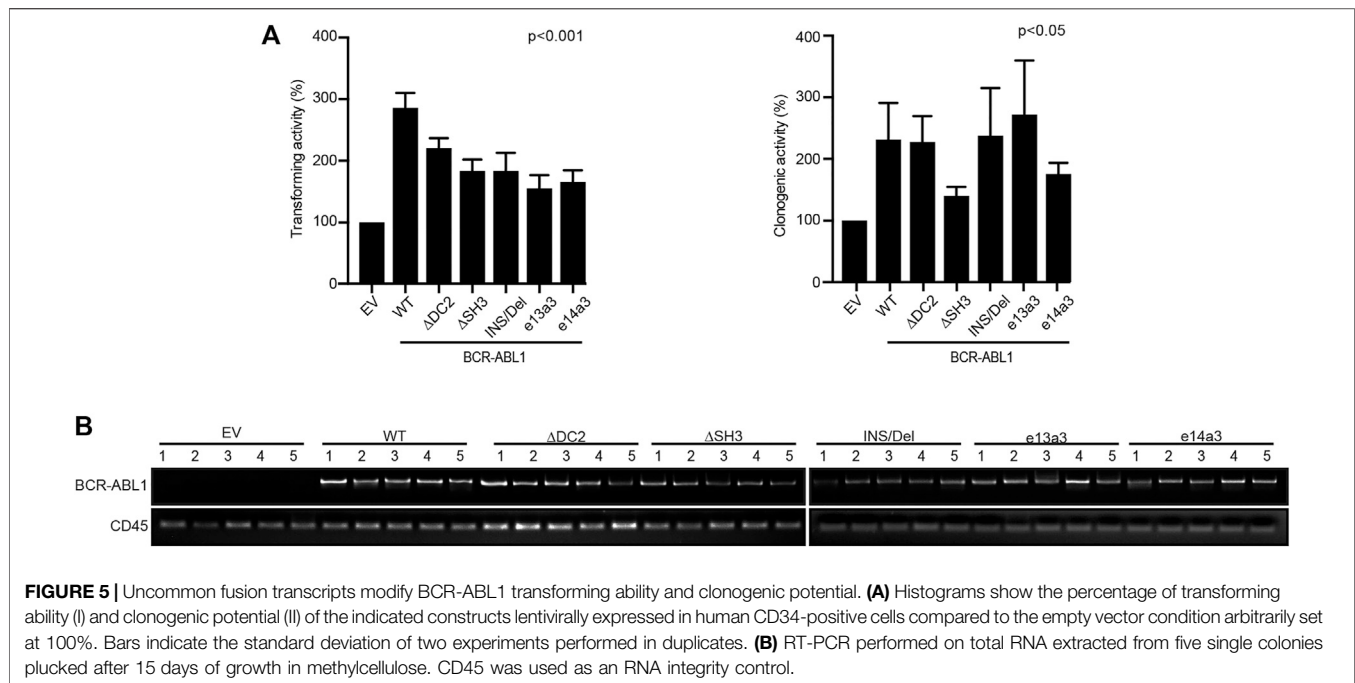 A
p<0.001
Transforming activity (%)
400
300
200
100
0
EV WT ΔDC2 ΔSH3 INS/Del e13a3 e14a3
BCR-ABL1
p<0.05
Clonogenic activity (%)
400
300
200
100
0
EV WT ΔDC2 ΔSH3 INS/Del e13a3 e14a3
BCR-ABL1
B
EV WT ΔDC2 ΔSH3 INS/Del e13a3 e14a3
1 2 3 4 5 1 2 3 4 5 1 2 3 4 5 1 2 3 4 5 1 2 3 4 5 1 2 3 4 5 1 2 3 4 5
BCR-ABL1
CD45
FIGURE 5 | Uncommon fusion transcripts modify BCR-ABL1 transforming ability and clonogenic potential. (A) Histograms show the percentage of transforming
ability (I) and clonogenic potential (II) of the indicated constructs lentivirally expressed in human CD34-positive cells compared to the empty vector condition arbitrarily set
at 100%. Bars indicate the standard deviation of two experiments performed in duplicates. (B) RT-PCR performed on total RNA extracted from five single colonies
plucked after 15 days of growth in methylcellulose. CD45 was used as an RNA integrity control.